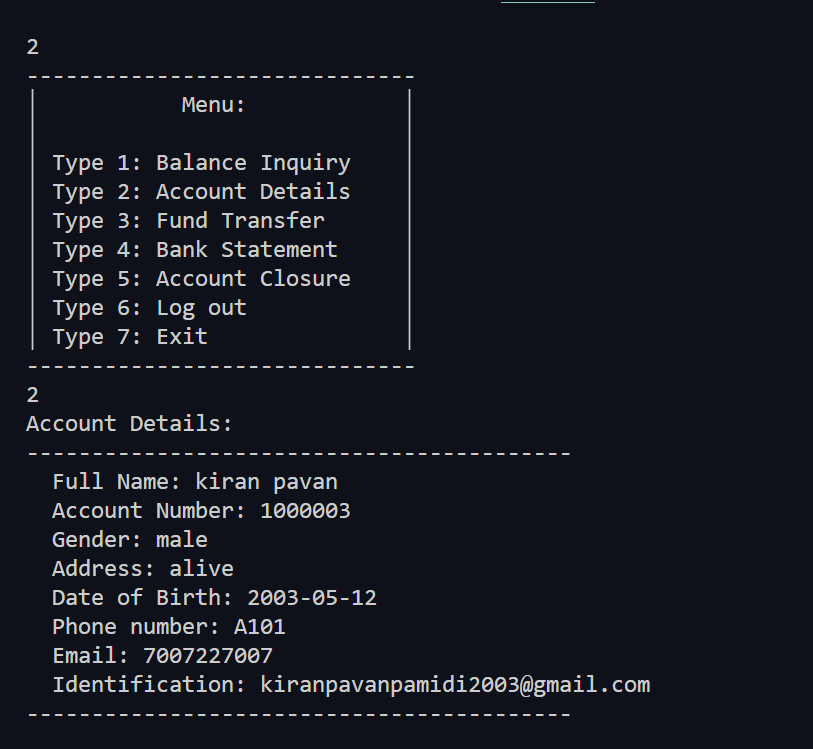 2
------------------------------
Menu:
Type 1: Balance Inquiry
Type 2: Account Details
Type 3: Fund Transfer
Type 4: Bank Statement
Type 5: Account Closure
Type 6: Log out
Type 7: Exit
------------------------------
2
Account Details:
------------------------------------------
Full Name: kiran pavan
Account Number: 1000003
Gender: male
Address: alive
Date of Birth: 2003-05-12
Phone number: A101
Email: 7007227007
Identification: kiranpavanpamidi2003@gmail.com
------------------------------------------